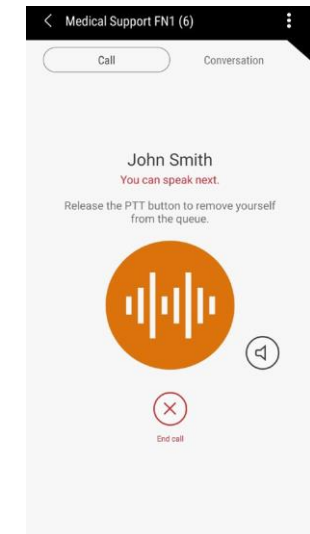 Medical Support FN1 (6)
Call Conversation
John Smith
You can speak next.
Release the PTT button to remove yourself
from the queue.
End call